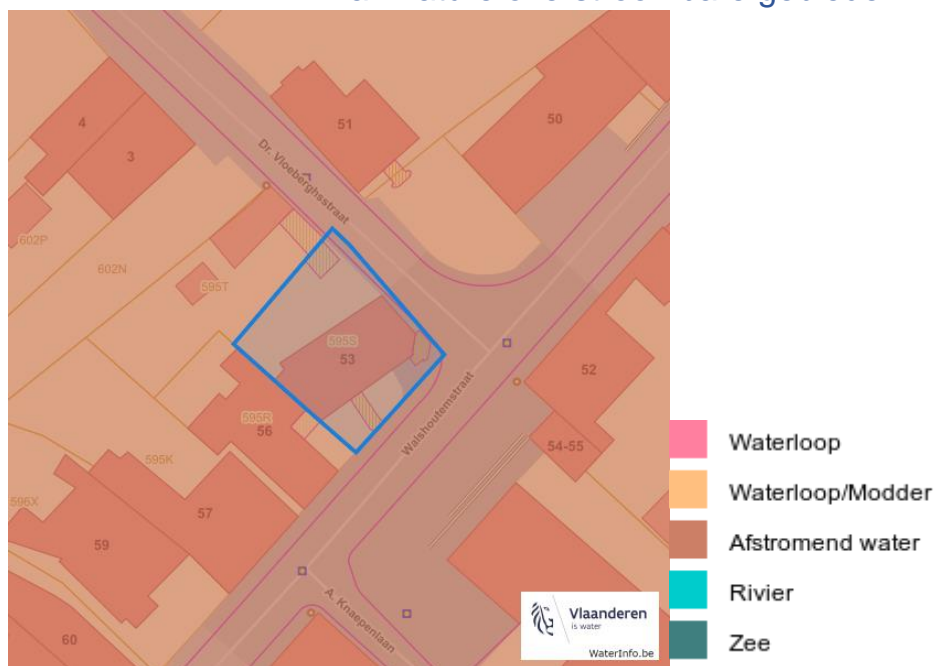 51
50
4
3
Dr. Vloeberghsstraat
602P
602N
595T
595S
53
52
Walshoutemstraat
595R
56
54-55
595K
596X
57
59
A. Knaepenlaan
60
Vlaanderen
is water
WaterInfo.be
Waterloop
Waterloop/Modder
Afstromend water
Rivier
Zee